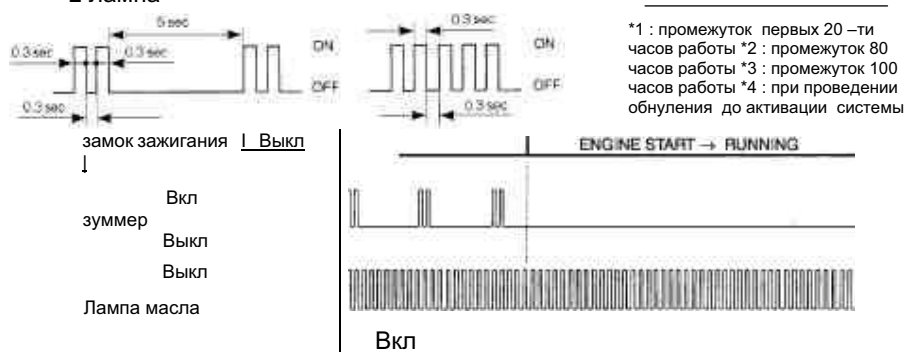 5 sec
0.3 sec
0.3 sec
0.3 sec
ON
OFF
0.3 sec
ON
OFF
0.3 sec
*1 : промежуток первых 20 –ти
часов работы *2 : промежуток 80
часов работы *3 : промежуток 100
часов работы *4 : при проведении
обнуления до активации системы
замок зажигания I Выкл
ENGINE START → RUNNING
Вкл
зуммер
Выкл
Выкл
Лампа масла
Вкл